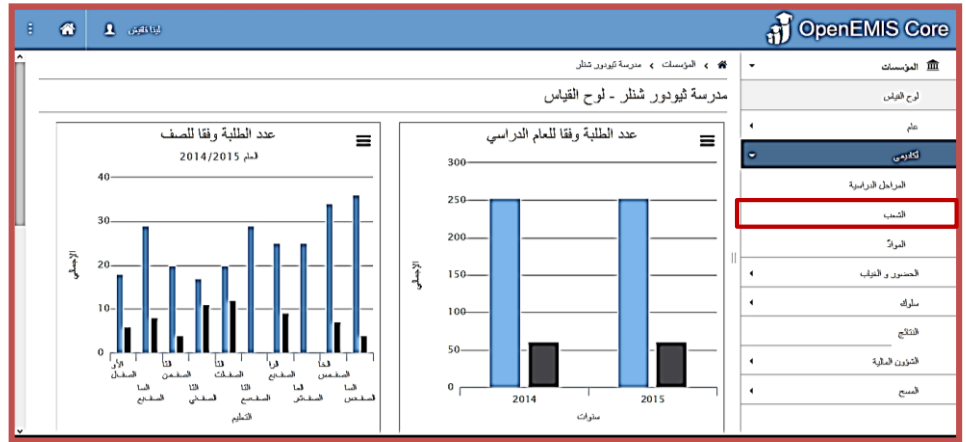 OpenEMIS Core
لينا قاقيش
المؤسسات
لوح القياس
عام
أكاديمي
المراحل الدراسية
الشعب
المواد
الحضور و الغياب
سلوك
النتائج
الشؤون المالية
المسح
المؤسسات › مدرسة ثيودور شنلر
مدرسة ثيودور شنلر - لوح القياس
عدد الطلبة وفقا للعام الدراسي
300
250
200
150
100
50
0
الإجمالي
2014 2015
سنوات
عدد الطلبة وفقا للصف
العام 2014/2015
40
30
20
10
0
الإجمالي
التعليم